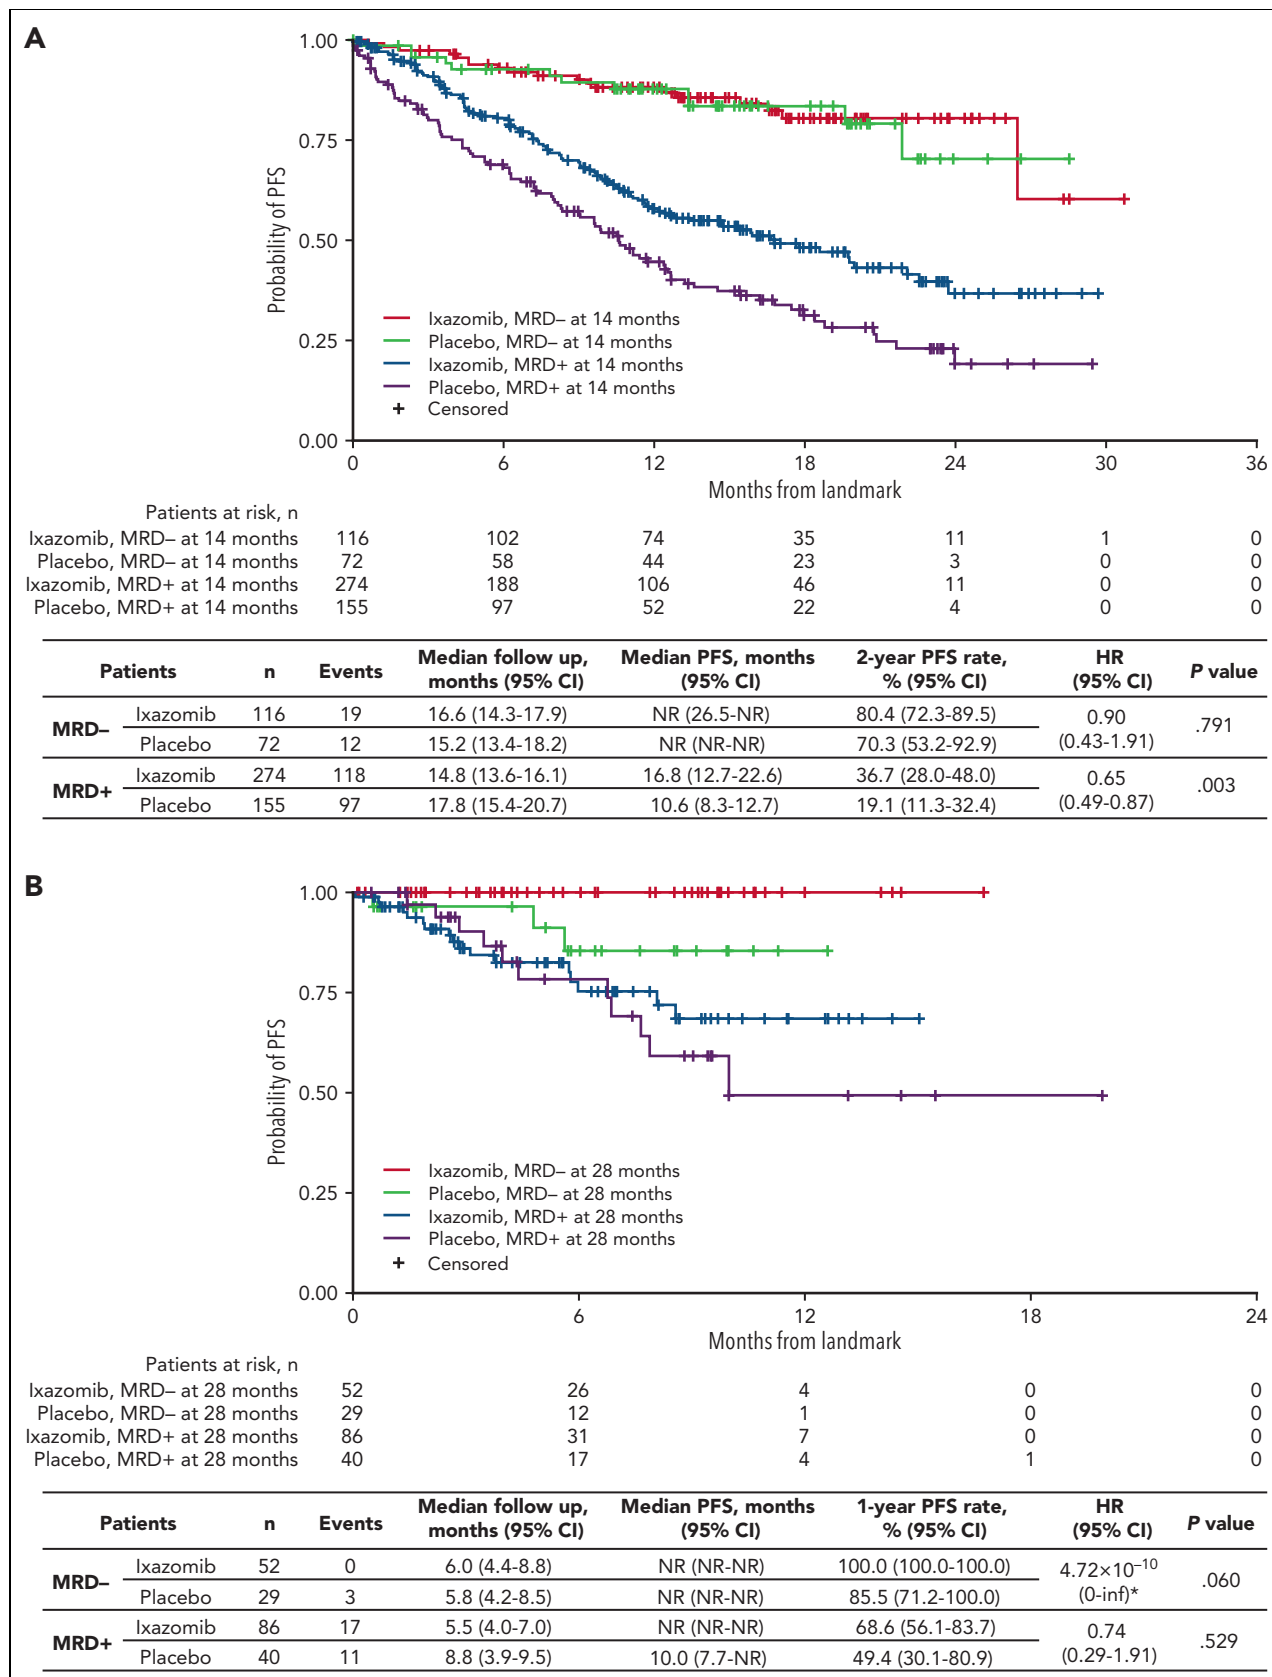 A
1.00
0.75
0.50
0.25
0.00
Probability of PFS
Ixazomib, MRD– at 14 months
Placebo, MRD– at 14 months
Ixazomib, MRD+ at 14 months
Placebo, MRD+ at 14 months
Censored
0 6 12 18 24 30 36
Months from landmark
Patients at risk, n
Ixazomib, MRD– at 14 months 116 102 74 35 11 1 0
Placebo, MRD– at 14 months 72 58 44 23 3 0 0
Ixazomib, MRD+ at 14 months 274 188 106 46 11 0 0
Placebo, MRD+ at 14 months 155 97 52 22 4 0 0
Patients n Events Median follow up, months (95% CI) Median PFS, months (95% CI) 2-year PFS rate, % (95% CI) HR (95% CI) P value
MRD– Ixazomib 116 19 16.6 (14.3-17.9) NR (26.5-NR) 80.4 (72.3-89.5) 0.90 (0.43-1.91) .791
Placebo 72 12 15.2 (13.4-18.2) NR (NR-NR) 70.3 (53.2-92.9)
MRD+ Ixazomib 274 118 14.8 (13.6-16.1) 16.8 (12.7-22.6) 36.7 (28.0-48.0) 0.65 (0.49-0.87) .003
Placebo 155 97 17.8 (15.4-20.7) 10.6 (8.3-12.7) 19.1 (11.3-32.4)
B
1.00
0.75
0.50
0.25
0.00
Probability of PFS
Ixazomib, MRD– at 28 months
Placebo, MRD– at 28 months
Ixazomib, MRD+ at 28 months
Placebo, MRD+ at 28 months
Censored
0 6 12 18 24
Months from landmark
Patients at risk, n
Ixazomib, MRD– at 28 months 52 26 4 0 0
Placebo, MRD– at 28 months 29 12 1 0 0
Ixazomib, MRD+ at 28 months 86 31 7 0 0
Placebo, MRD+ at 28 months 40 17 4 1 0
Patients n Events Median follow up, months (95% CI) Median PFS, months (95% CI) 1-year PFS rate, % (95% CI) HR (95% CI) P value
MRD– Ixazomib 52 0 6.0 (4.4-8.8) NR (NR-NR) 100.0 (100.0-100.0) 4.72×10⁻¹⁰ (0-inf)* .060
Placebo 29 3 5.8 (4.2-8.5) NR (NR-NR) 85.5 (71.2-100.0)
MRD+ Ixazomib 86 17 5.5 (4.0-7.0) NR (NR-NR) 68.6 (56.1-83.7) 0.74 (0.29-1.91) .529
Placebo 40 11 8.8 (3.9-9.5) 10.0 (7.7-NR) 49.4 (30.1-80.9)